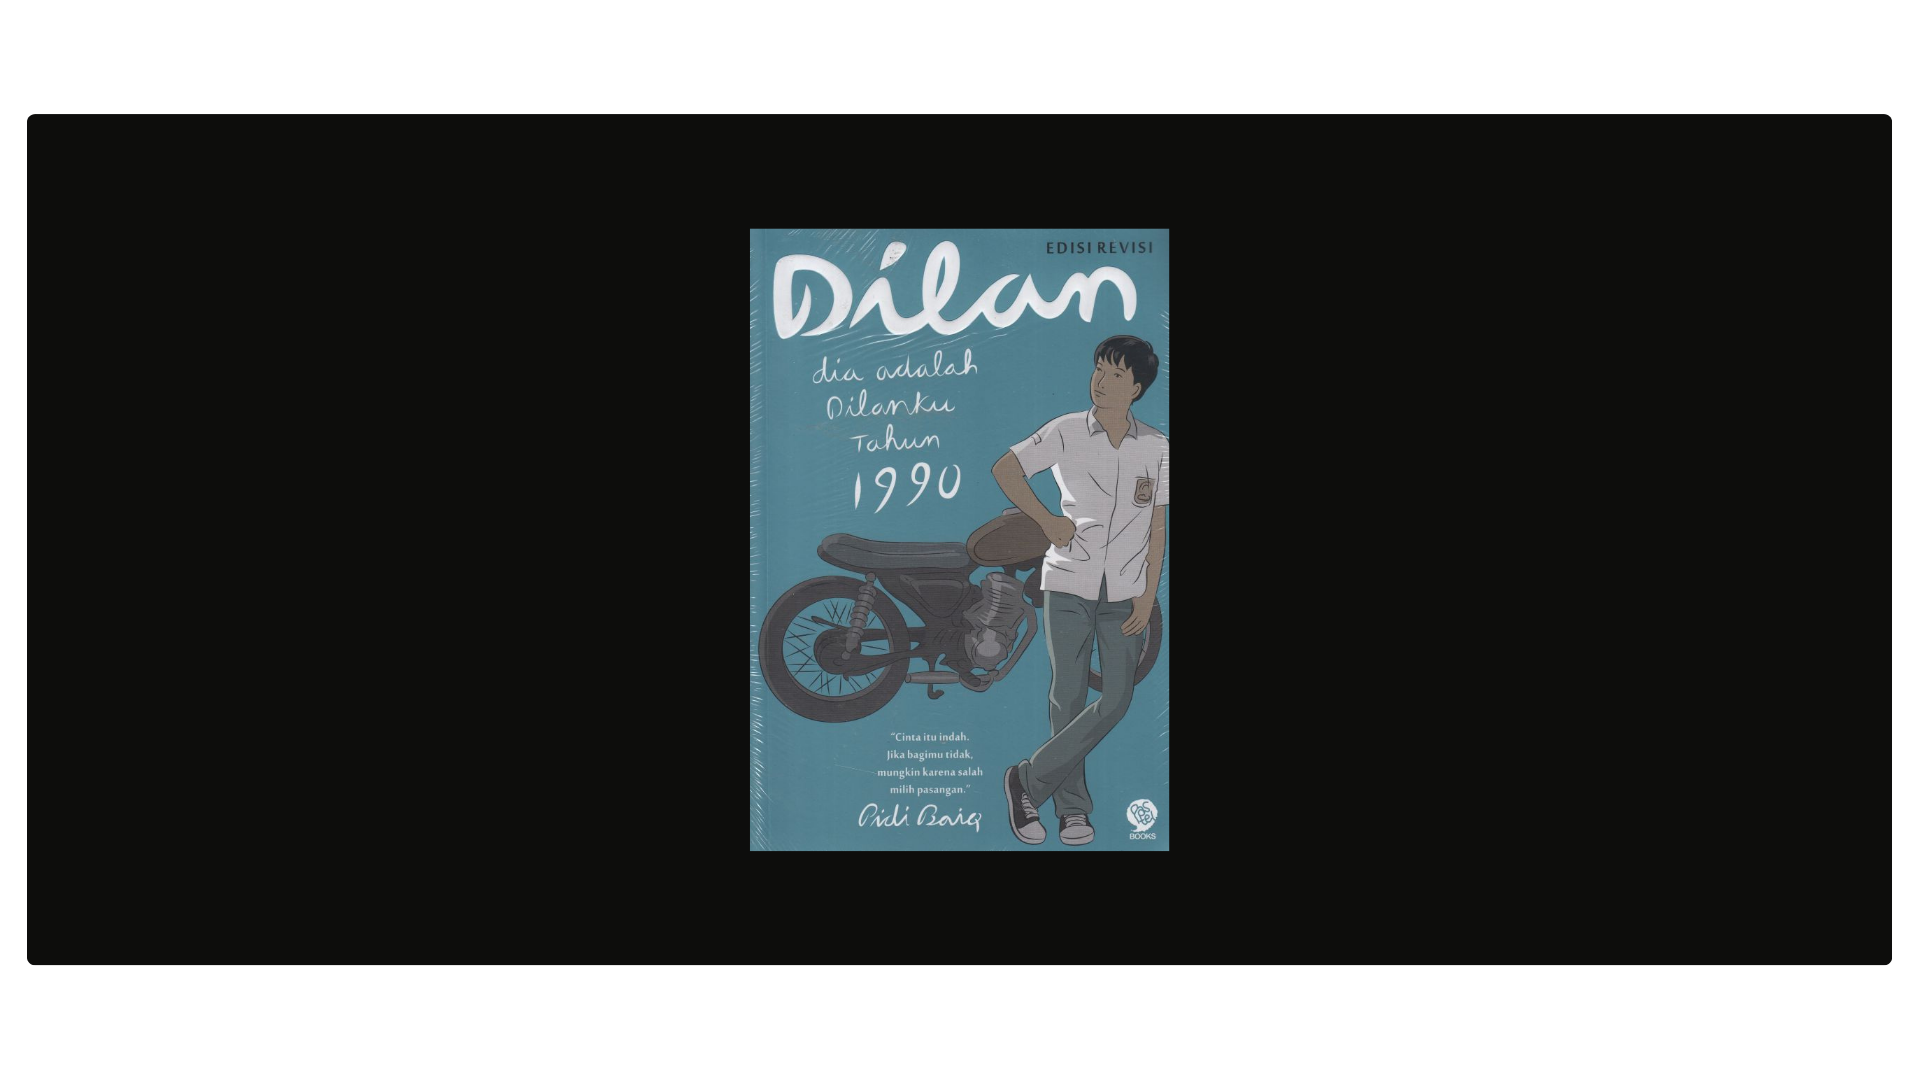 EDISI REVISI
Dilan
dia adalah
Dilanku
Tahun
1990
“Cinta itu indah.
Jika bagimu tidak,
mungkin karena salah
milih pasangan.”
Pidi Baiq
Pastel
BOOKS